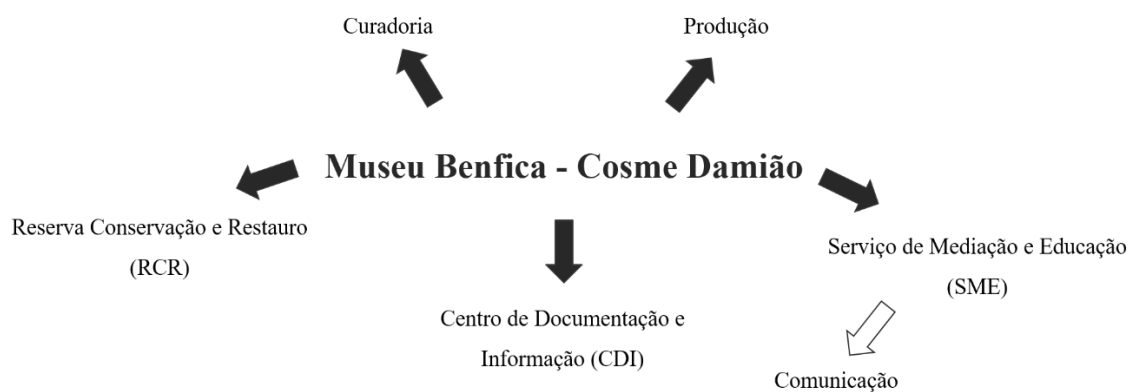 Curadoria
Produção
Museu Benfica - Cosme Damião
Reserva Conservação e Restauro
(RCR)
Serviço de Mediação e Educação
(SME)
Centro de Documentação e
Informação (CDI)
Comunicação